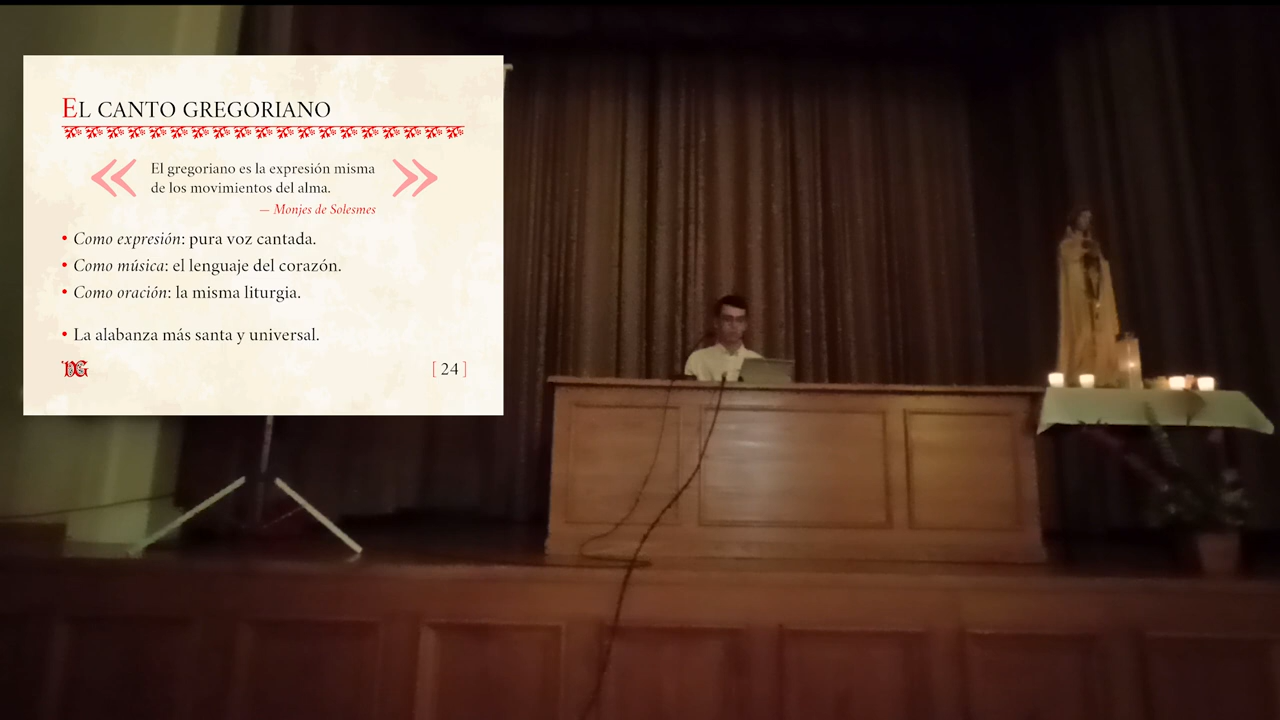 EL CANTO GREGORIANO
« El gregoriano es la expresión misma »
de los movimientos del alma.
— Monjes de Solesmes
• Como expresión: pura voz cantada.
• Como música: el lenguaje del corazón.
• Como oración: la misma liturgia.
• La alabanza más santa y universal.
[ 24 ]